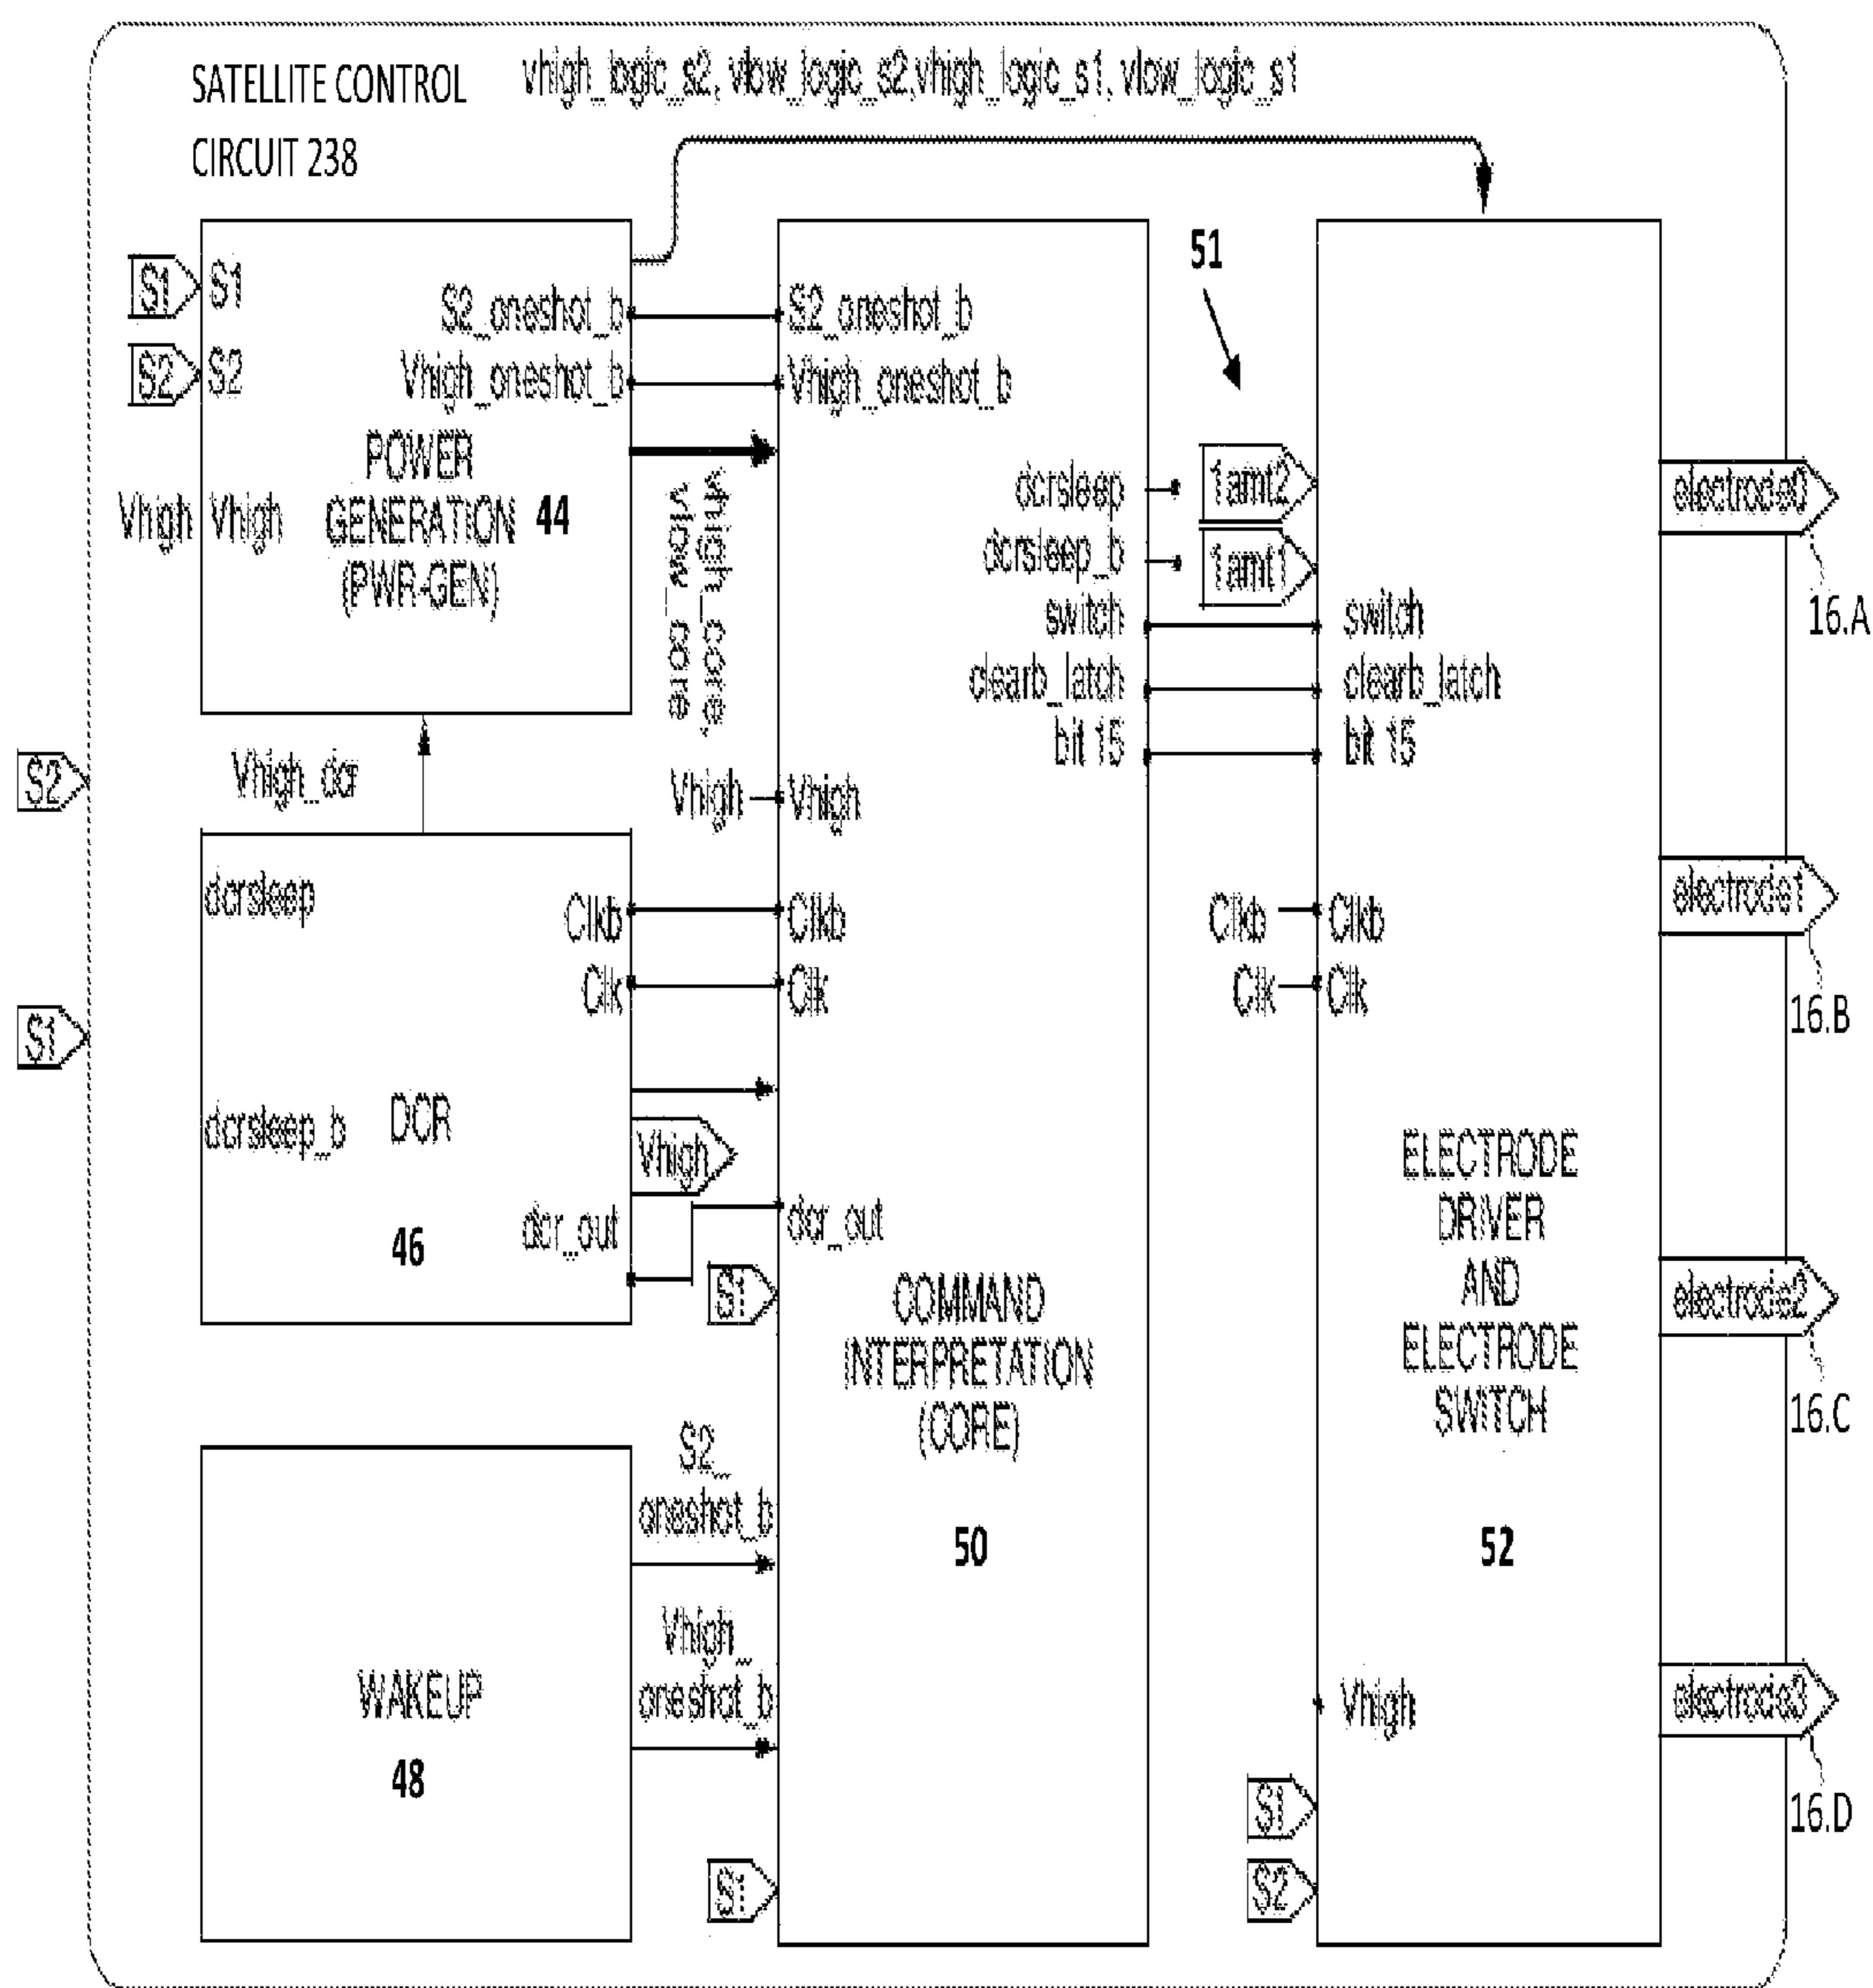 SATELLITE CONTROL
CIRCUIT 238
vhigh_logic_s2, vlow_logic_s2,vhigh_logic_s1, vlow_logic_s1
S1
S1
S2
S2
Vhigh
Vhigh
S2_oneshot_b
Vhigh_oneshot_b
POWER
GENERATION
(PWR-GEN)
44
S2_oneshot_b
Vhigh_oneshot_b
vhigh_core,
vlow_core
51
dcrsleep
dcrsleep_b
switch
clearb_latch
bit 15
1amt2
1amt1
switch
clearb_latch
bit 15
electrode0
16.A
S2
Vhigh_dcr
Vhigh
Vhigh
dcrsleep
Clkb
Clk
Clkb
Clk
Clkb
Clk
Clkb
Clk
electrode1
16.B
S1
dcrsleep_b
DCR
46
Vhigh
dcr_out
dcr_out
S1
COMMAND
INTERPRETATION
(CORE)
50
ELECTRODE
DRIVER
AND
ELECTRODE
SWITCH
52
electrode2
16.C
WAKEUP
48
S2_
oneshot_b
Vhigh_
oneshot_b
S1
Vhigh
S1
S2
electrode3
16.D